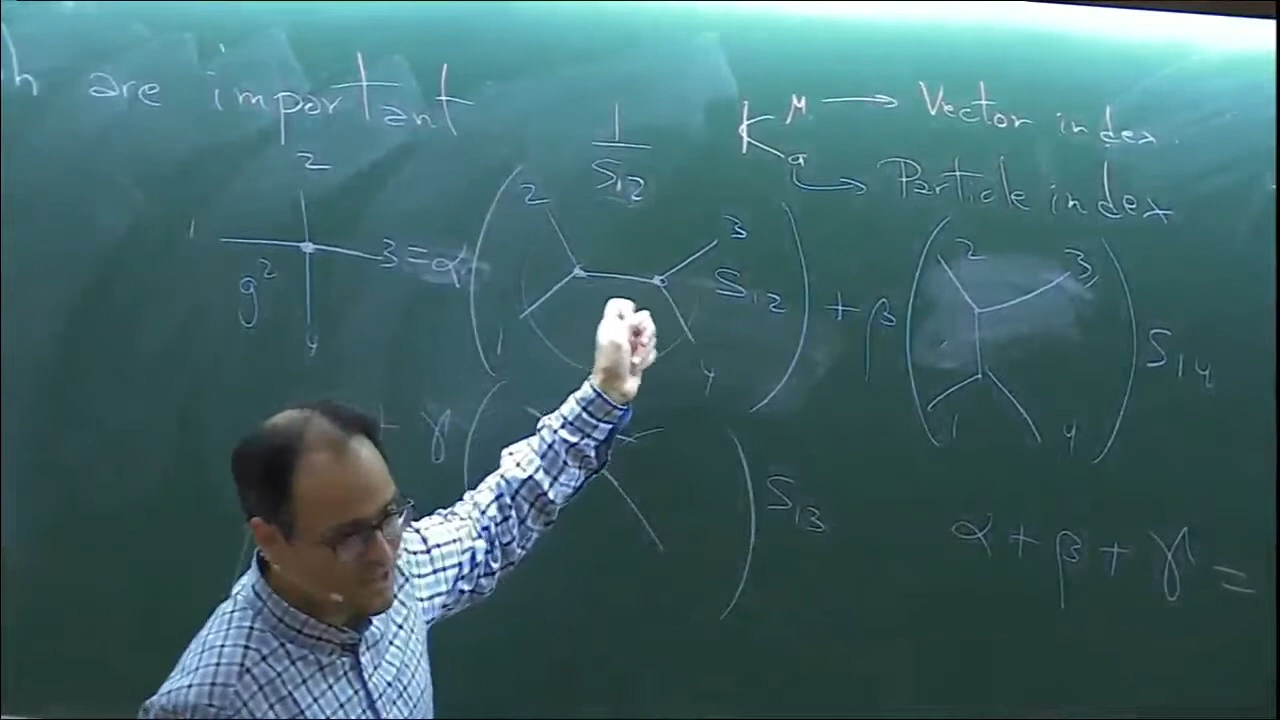 h are important
1/S₁₂
K_a^μ → Vector index.
→ Particle index
1 2 3 4 g² = α ( 2 1 3 4 S₁₂ ) + β ( 2 3 1 4 ) S₁₄
+ γ ( ) S₁₃
α + β + γ =